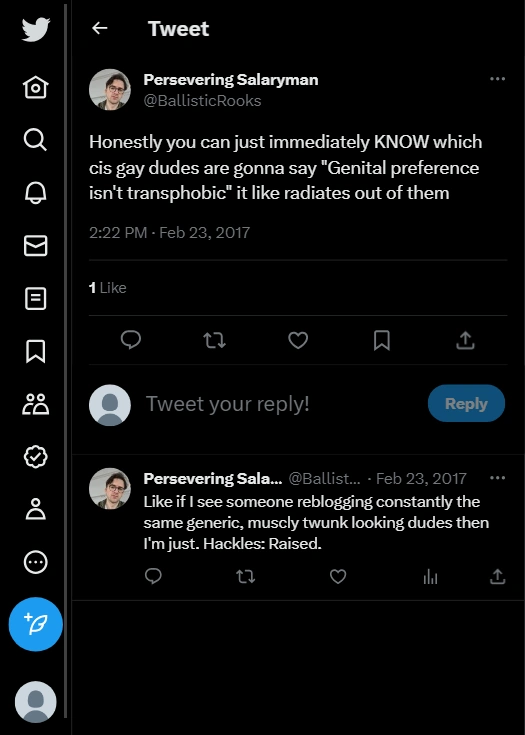 Tweet
Persevering Salaryman
@BallisticRooks
Honestly you can just immediately KNOW which
cis gay dudes are gonna say "Genital preference
isn't transphobic" it like radiates out of them
2:22 PM · Feb 23, 2017
1 Like
Tweet your reply!
Reply
Persevering Sala... @Ballist... · Feb 23, 2017
Like if I see someone reblogging constantly the
same generic, muscly twunk looking dudes then
I'm just. Hackles: Raised.